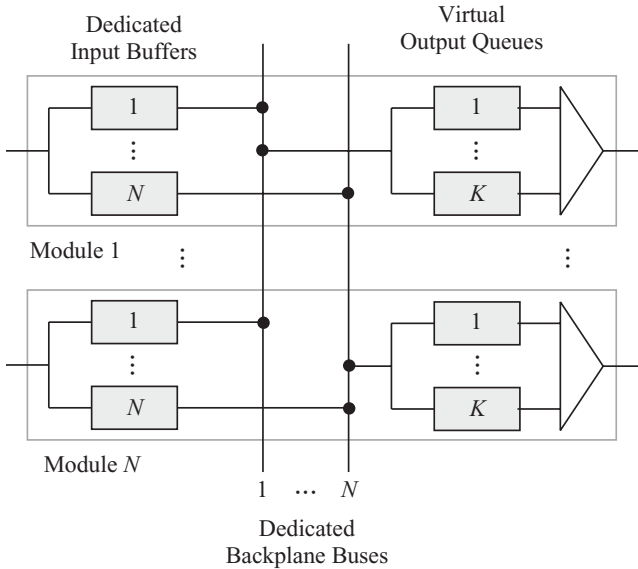 Dedicated
Input Buffers
Virtual
Output Queues
1
⋮
N
1
⋮
K
Module 1
⋮
⋮
1
⋮
N
1
⋮
K
Module N
1 ... N
Dedicated
Backplane Buses